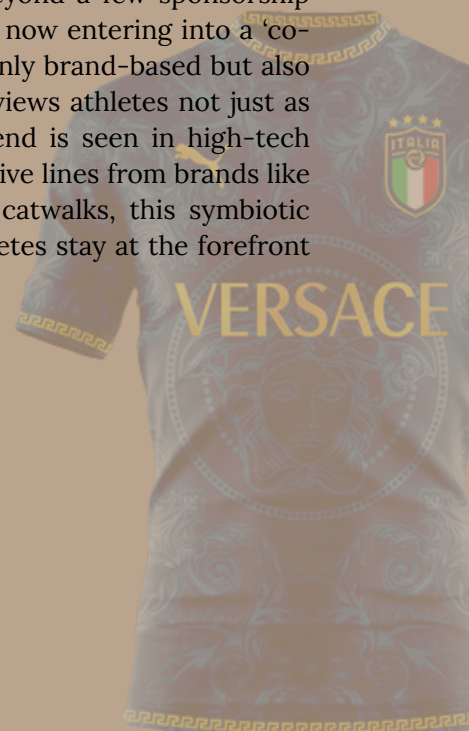 eyond a few sponsorship
now entering into a ‘co-
nly brand-based but also
views athletes not just as
end is seen in high-tech
ive lines from brands like
catwalks, this symbiotic
etes stay at the forefront
ITALIA
VERSACE